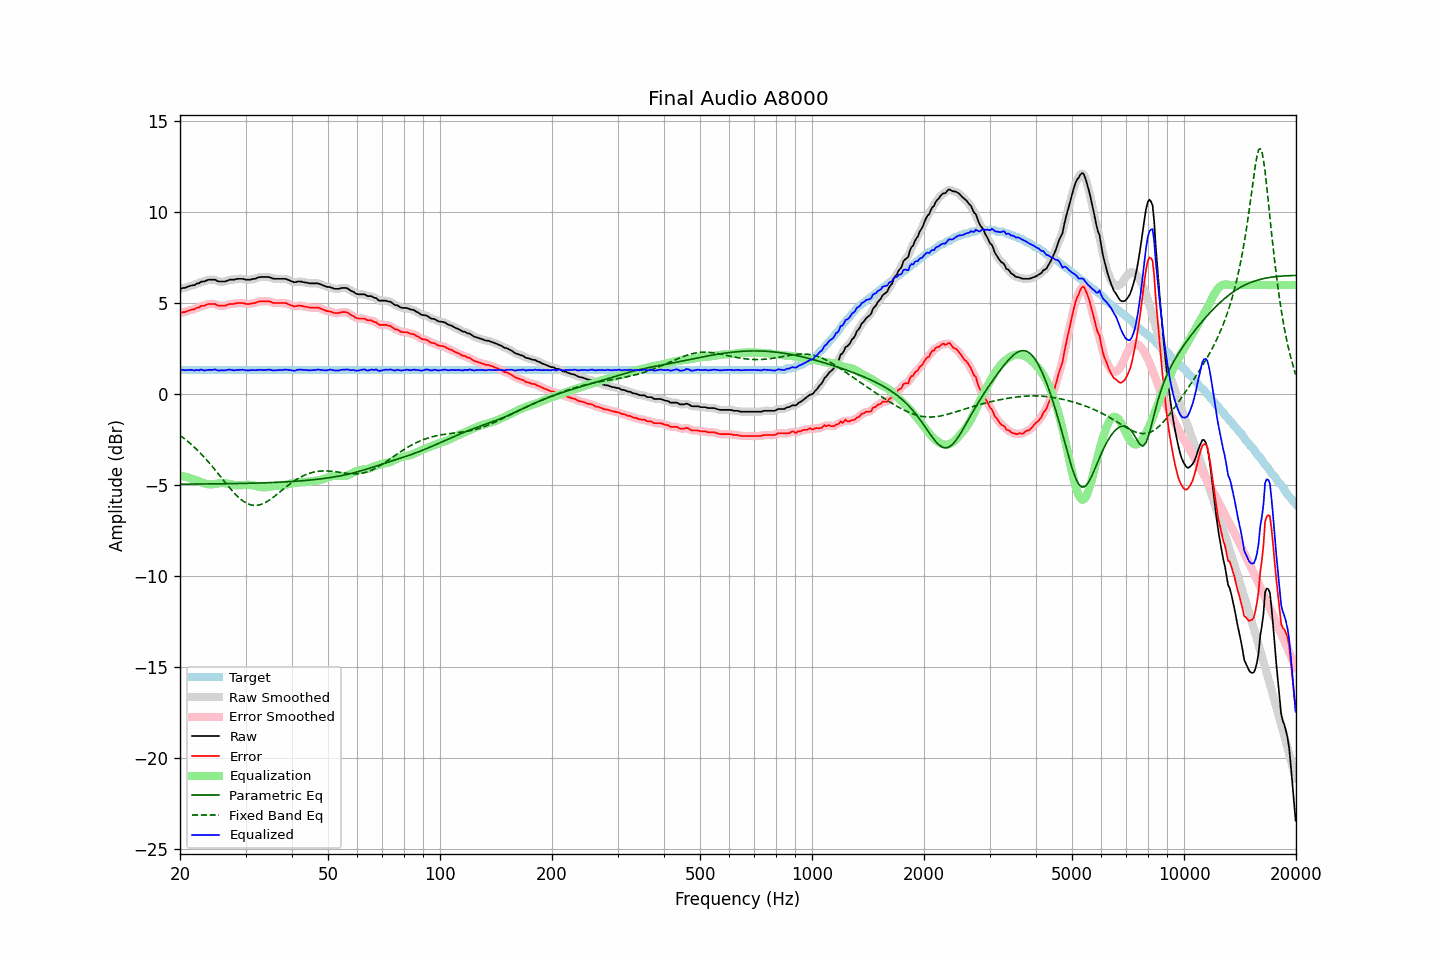 Final Audio A8000
15
10
5
0
−5
−10
−15
−20
−25
Amplitude (dBr)
Target
Raw Smoothed
Error Smoothed
Raw
Error
Equalization
Parametric Eq
Fixed Band Eq
Equalized
20 50 100 200 500 1000 2000 5000 10000 20000
Frequency (Hz)